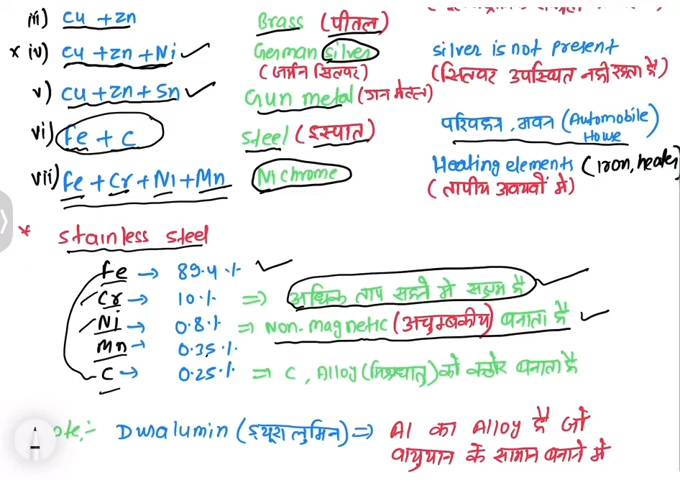 iii) Cu + Zn Brass (पीतल)
x iv) Cu + Zn + Ni German silver silver is not present
(जर्मन सिल्वर) (सिल्वर उपस्थित नहीं रहता है)
v) Cu + Zn + Sn Gun metal (गन मेटल)
vi) Fe + C Steel (इस्पात) परिवहन, भवन (Automobile
House
vii) Fe + Cr + Ni + Mn Nichrome Heating elements (iron, heater)
(तापीय अवयवों में)
* Stainless steel
Fe → 89.4 %
Cr → 10 % ⇒ अधिक ताप सहने में सक्षम है
Ni → 0.8 % ⇒ Non-magnetic (अचुम्बकीय) बनाता है
Mn → 0.35 %
C → 0.25 % ⇒ C, Alloy (मिश्रधातु) को कठोर बनाता है
ote:- Duralumin (ड्यूरालुमिन) ⇒ Al का Alloy है जो
वायुयान के सामान बनाने में